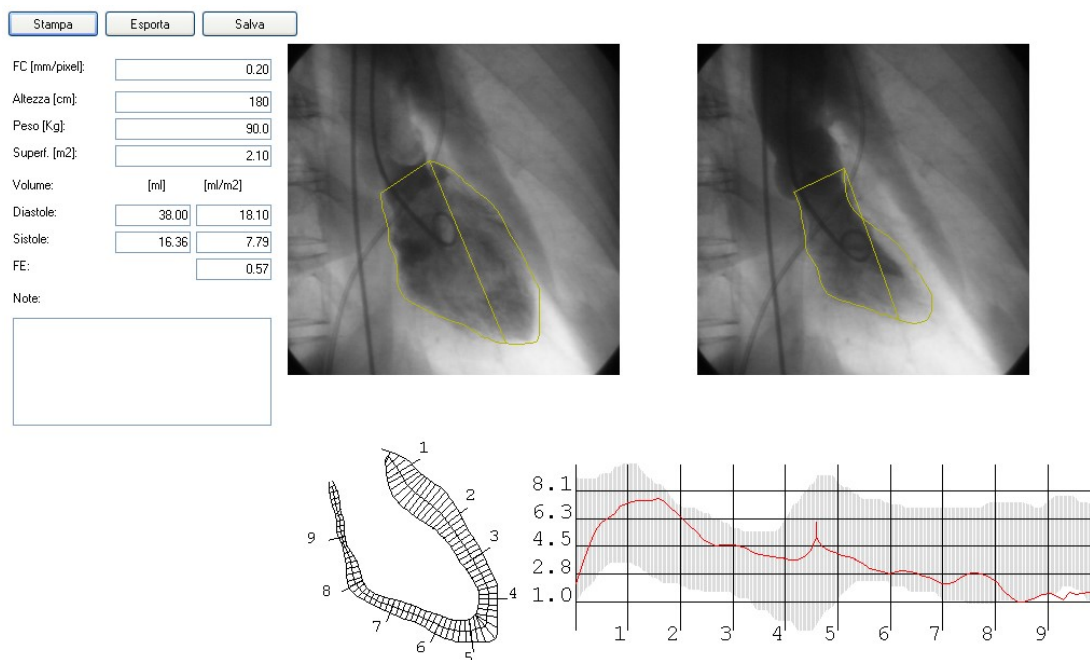 Stampa Esporta Salva
FC [mm/pixel]: 0.20
Altezza [cm]: 180
Peso [Kg]: 90.0
Superf. [m2]: 2.10
Volume: [ml] [ml/m2]
Diastole: 38.00 18.10
Sistole: 16.36 7.79
FE: 0.57
Note:
1
2
3
4
5
6
7
8
9
8.1
6.3
4.5
2.8
1.0
1 2 3 4 5 6 7 8 9